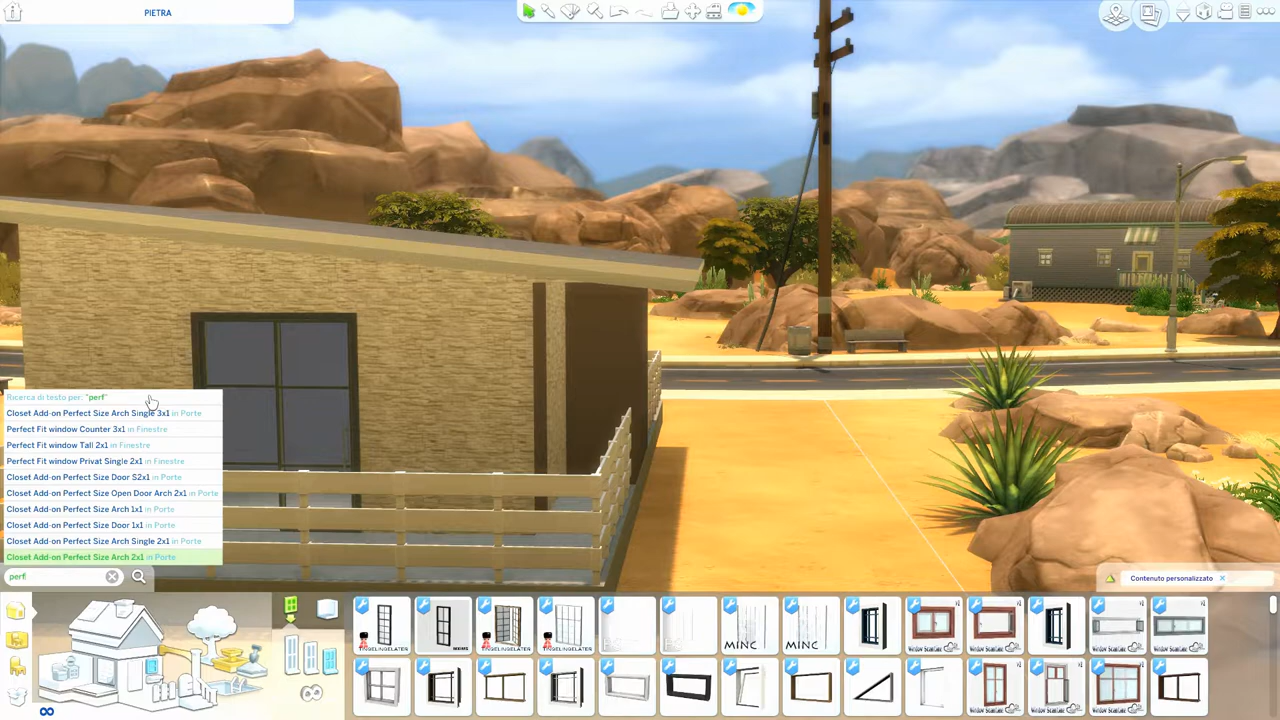 PIETRA
Ricerca di testo per: "perf"
Closet Add-on Perfect Size Arch Single 3x1 in Porte
Perfect Fit window Counter 3x1 in Finestre
Perfect Fit window Tall 2x1 in Finestre
Perfect Fit window Privat Single 2x1 in Finestre
Closet Add-on Perfect Size Door S2x1 in Porte
Closet Add-on Perfect Size Open Door Arch 2x1 in Porte
Closet Add-on Perfect Size Arch 1x1 in Porte
Closet Add-on Perfect Size Door 1x1 in Porte
Closet Add-on Perfect Size Arch Single 2x1 in Porte
Closet Add-on Perfect Size Arch 2x1 in Porte
perf
Contenuto personalizzato
MINC
MINC